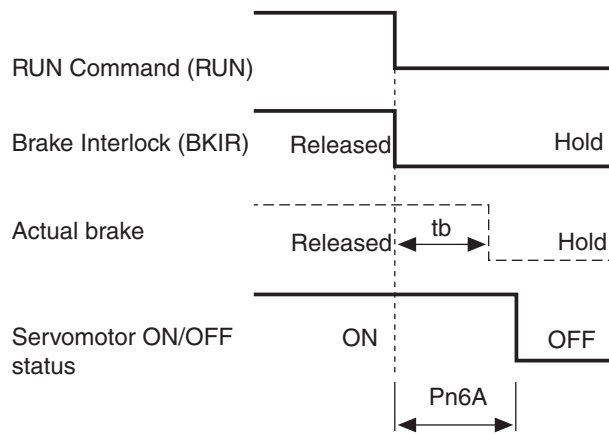 RUN Command (RUN)
Brake Interlock (BKIR)
Released
Hold
Actual brake
Released
tb
Hold
Servomotor ON/OFF
status
ON
OFF
Pn6A